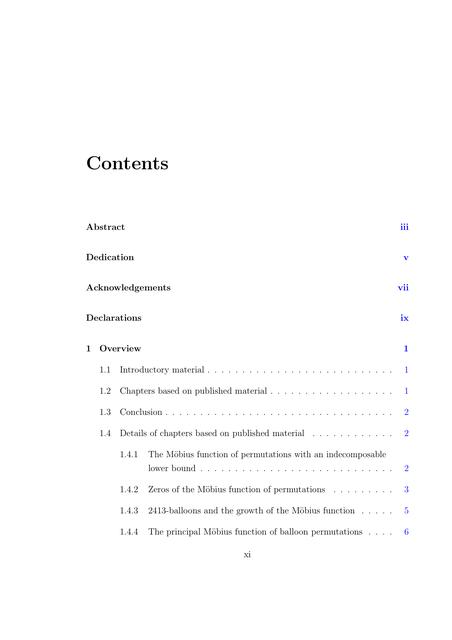 Contents
Abstract iii
Dedication v
Acknowledgements vii
Declarations ix
1 Overview 1
1.1 Introductory material . . . . . . . . . . . . . . . . . . . . . . . . . . . 1
1.2 Chapters based on published material . . . . . . . . . . . . . . . . . . 1
1.3 Conclusion . . . . . . . . . . . . . . . . . . . . . . . . . . . . . . . . . 2
1.4 Details of chapters based on published material . . . . . . . . . . . . 2
1.4.1 The Möbius function of permutations with an indecomposable
lower bound . . . . . . . . . . . . . . . . . . . . . . . . . . . . 2
1.4.2 Zeros of the Möbius function of permutations . . . . . . . . . 3
1.4.3 2413-balloons and the growth of the Möbius function . . . . . 5
1.4.4 The principal Möbius function of balloon permutations . . . . 6
xi